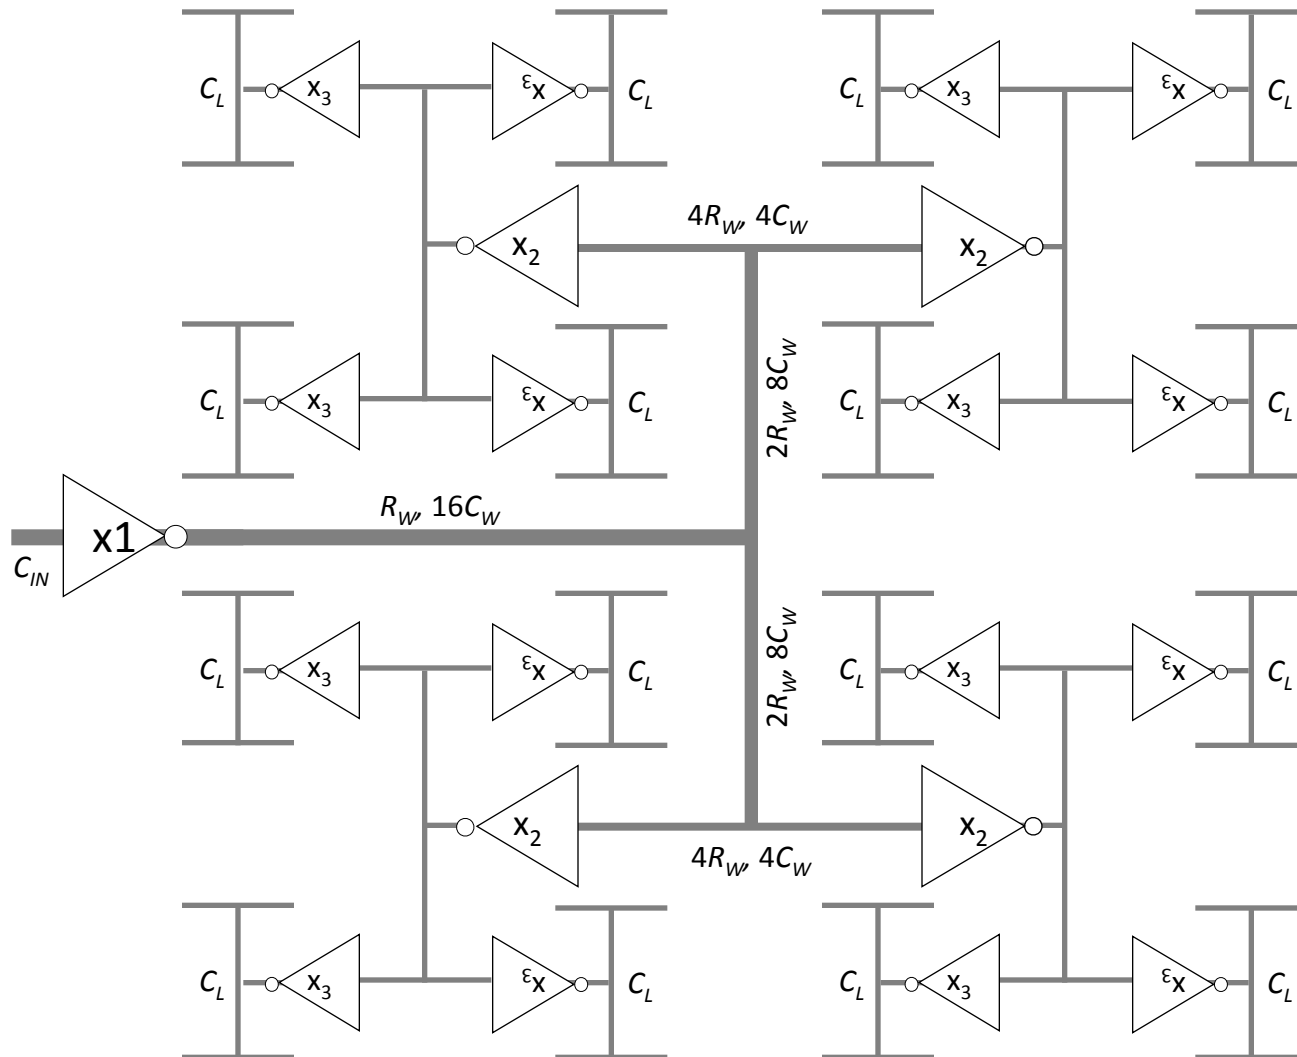 C_L
x_3
^εx
C_L
C_L
x_3
^εx
C_L
4R_W, 4C_W
x_2
x_2
C_L
x_3
^εx
C_L
2R_W, 8C_W
C_L
x_3
^εx
C_L
R_W, 16C_W
x1
C_IN
C_L
x_3
^εx
C_L
2R_W, 8C_W
C_L
x_3
^εx
C_L
x_2
x_2
4R_W, 4C_W
C_L
x_3
^εx
C_L
C_L
x_3
^εx
C_L